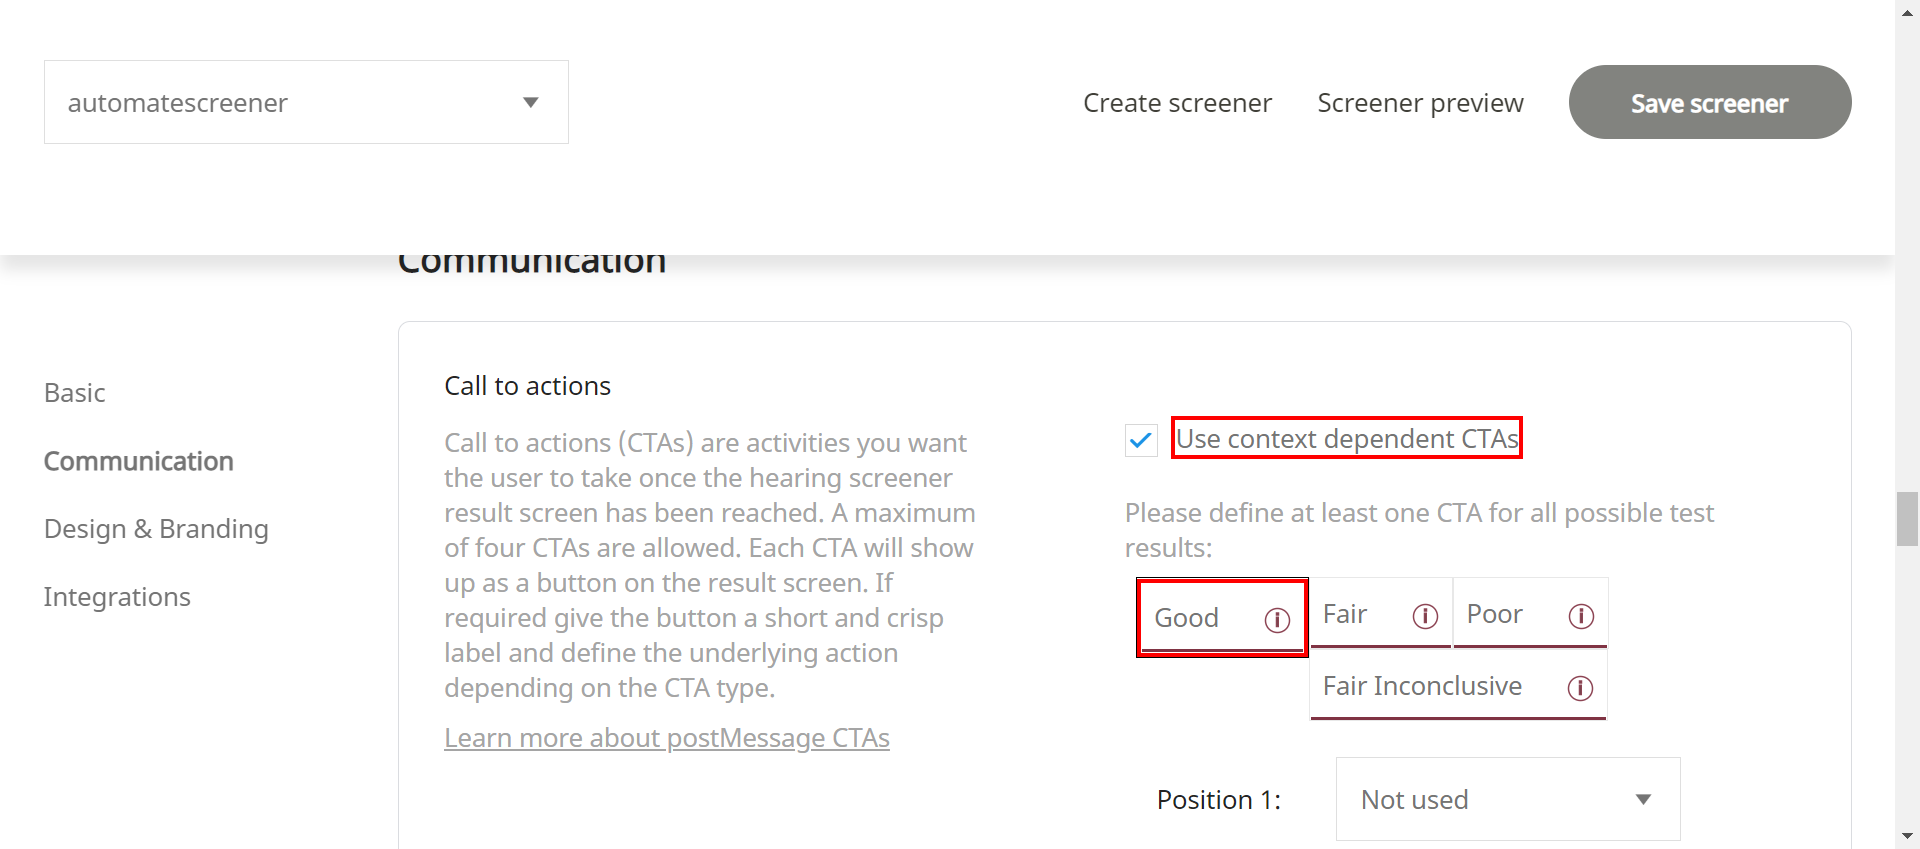 automatescreener
Create screener
Screener preview
Save screener
Communication
Basic
Communication
Design & Branding
Integrations
Call to actions
Call to actions (CTAs) are activities you want
the user to take once the hearing screener
result screen has been reached. A maximum
of four CTAs are allowed. Each CTA will show
up as a button on the result screen. If
required give the button a short and crisp
label and define the underlying action
depending on the CTA type.
Learn more about postMessage CTAs
Use context dependent CTAs
Please define at least one CTA for all possible test
results:
Good
Fair
Poor
Fair Inconclusive
Position 1:
Not used